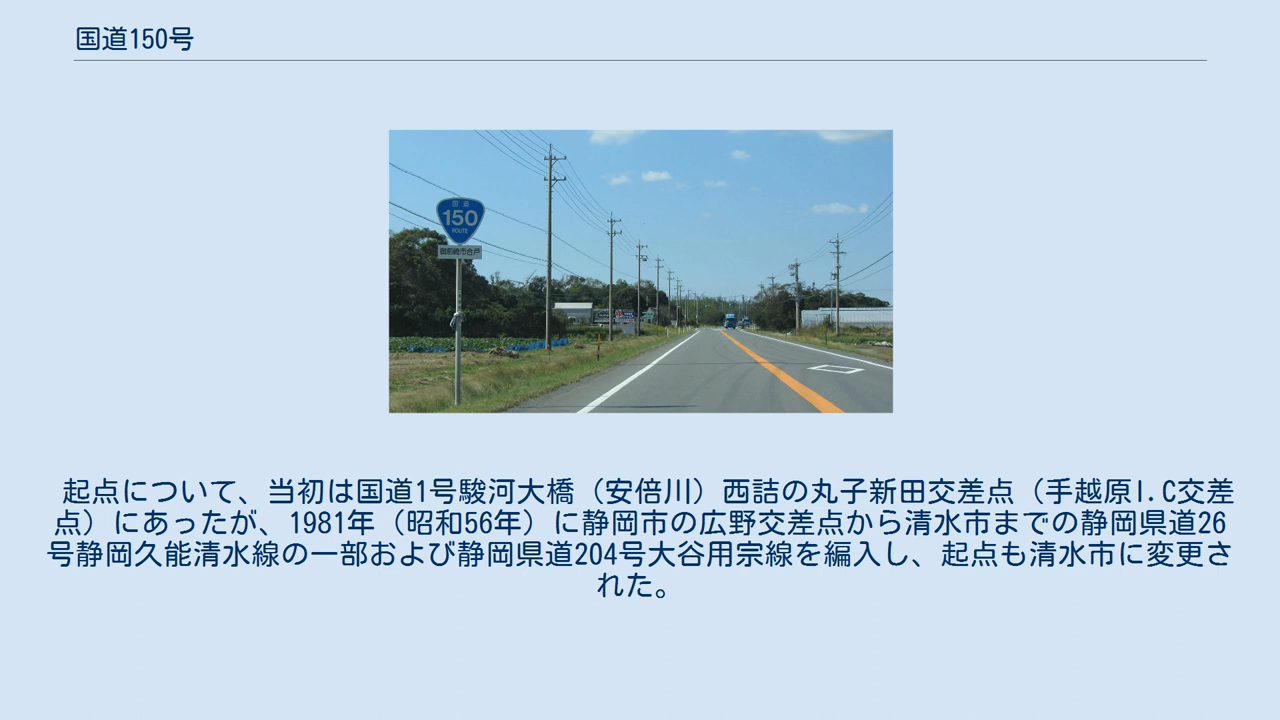 国道150号
国道
150
ROUTE
御前崎市合戸
起点について、当初は国道1号駿河大橋（安倍川）西詰の丸子新田交差点（手越原I.C交差
点）にあったが、1981年（昭和56年）に静岡市の広野交差点から清水市までの静岡県道26
号静岡久能清水線の一部および静岡県道204号大谷用宗線を編入し、起点も清水市に変更さ
れた。